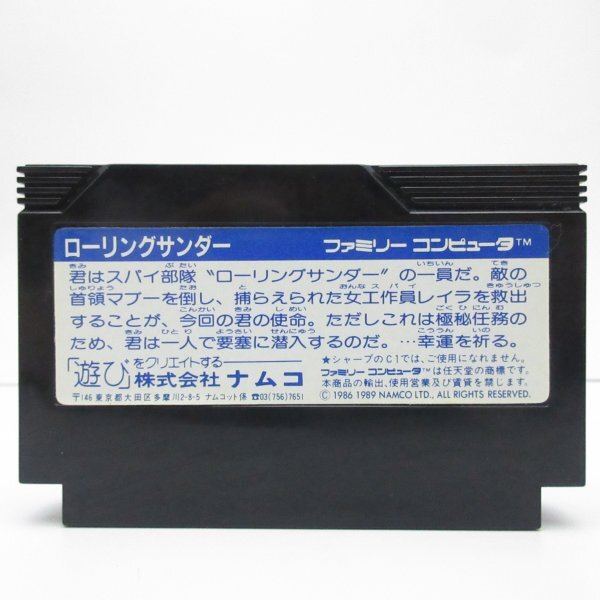 ローリングサンダー ファミリー コンピュータ™
君はスパイ部隊〝ローリングサンダー〟の一員だ。敵の
首領マブーを倒し、捕らえられた女工作員レイラを救出
することが、今回の君の使命。ただしこれは極秘任務の
ため、君は一人で要塞に潜入するのだ。…幸運を祈る。
「遊び」をクリエイトする 株式会社 ナムコ
〒146 東京都大田区多摩川2-8-5 ナムコット係 ☎03(756)7651
★シャープのC1では、ご使用になれません。
ファミリー コンピュータ™は任天堂の商標です。
本商品の輸出、使用営業及び賃貸を禁じます。
© 1986 1989 NAMCO LTD., ALL RIGHTS RESERVED.